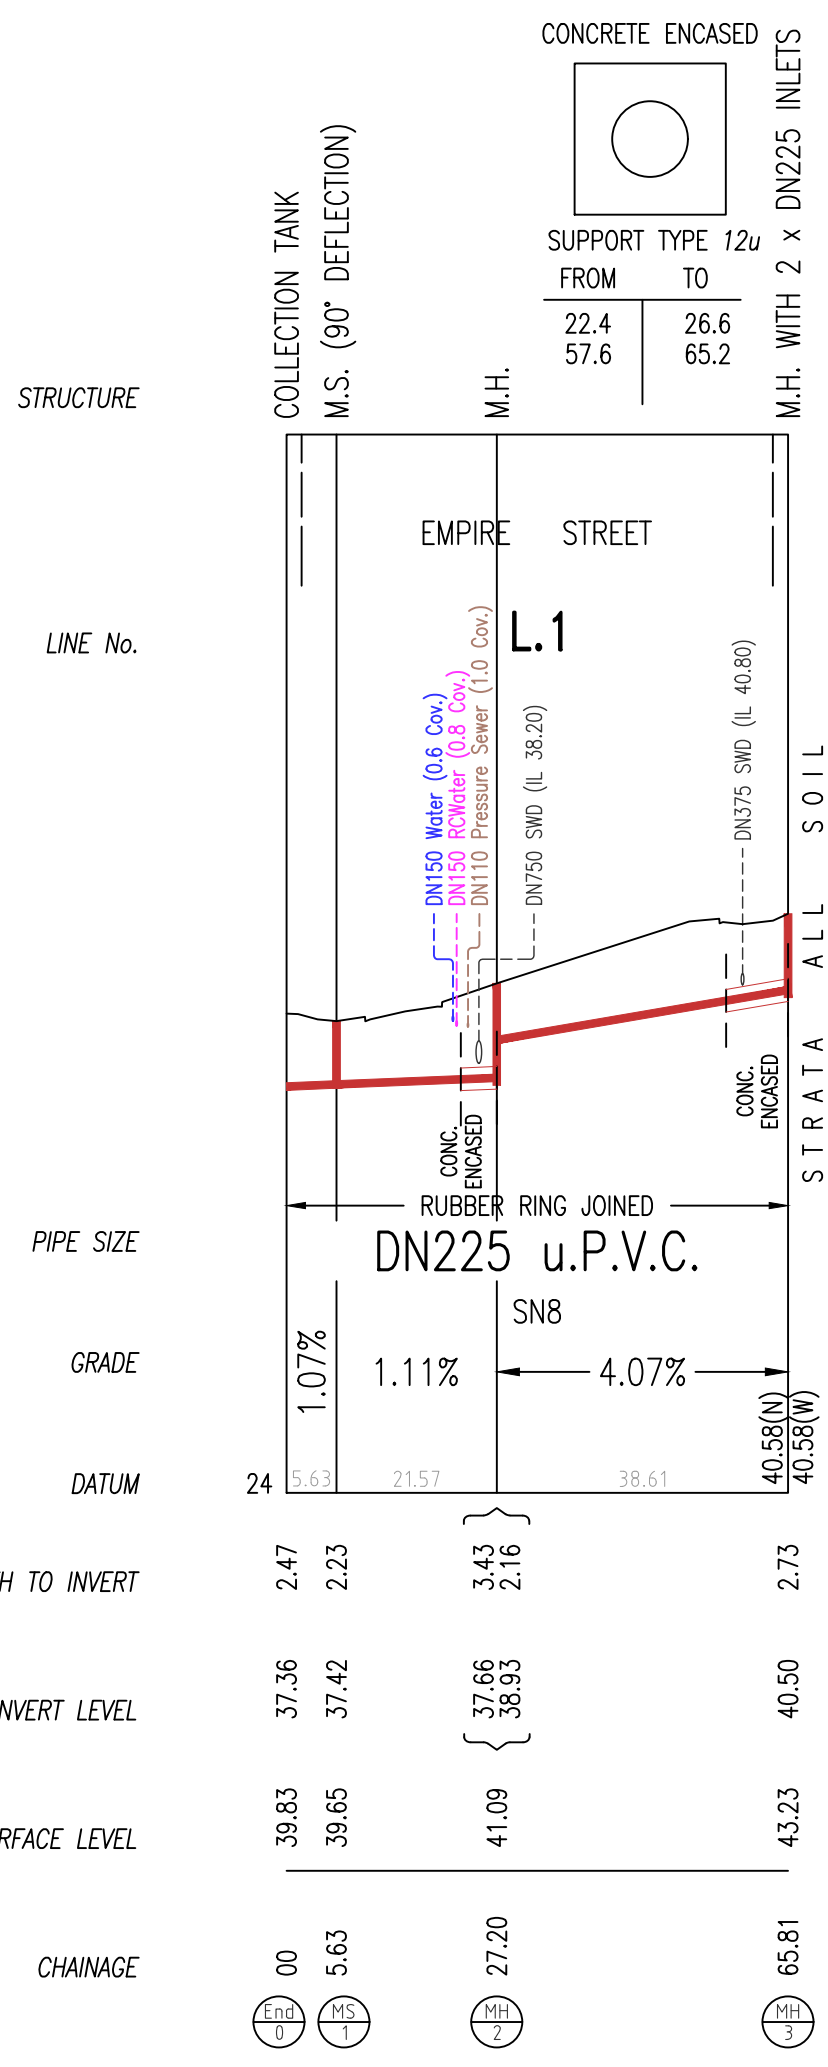 CONCRETE ENCASED
SUPPORT TYPE 12u
FROM TO
22.4 26.6
57.6 65.2
STRUCTURE
COLLECTION TANK
M.S. (90° DEFLECTION)
M.H.
M.H. WITH 2 x DN225 INLETS
EMPIRE STREET
LINE No.
L.1
DN150 Water (0.6 Cov.)
DN150 RCWater (0.8 Cov.)
DN110 Pressure Sewer (1.0 Cov.)
DN750 SWD (IL 38.20)
DN375 SWD (IL 40.80)
STRATA ALL SOIL
CONC.
ENCASED
CONC.
ENCASED
RUBBER RING JOINED
PIPE SIZE
DN225 u.P.V.C.
SN8
GRADE
1.07%
1.11%
4.07%
40.58(N)
40.58(W)
DATUM 24
5.63 21.57 38.61
H TO INVERT
2.47 2.23 3.43 2.16 2.73
NVERT LEVEL
37.36 37.42 37.66 38.93 40.50
RFACE LEVEL
39.83 39.65 41.09 43.23
CHAINAGE
00 5.63 27.20 65.81
End MS MH MH
0 1 2 3